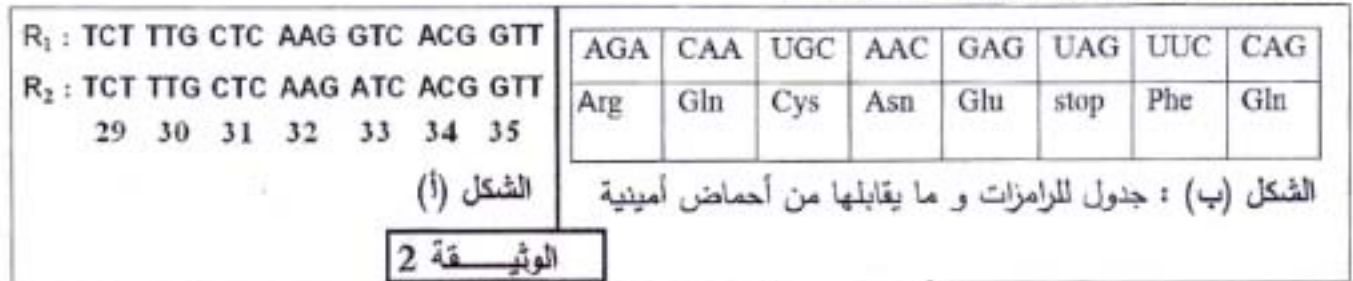 R₁ : TCT TTG CTC AAG GTC ACG GTT
R₂ : TCT TTG CTC AAG ATC ACG GTT
29 30 31 32 33 34 35
الشكل (أ)
AGA CAA UGC AAC GAG UAG UUC CAG
Arg Gln Cys Asn Glu stop Phe Gln
الشكل (ب) : جدول للرامزات و ما يقابلها من أحماض أمينية
الوثيـــــقة 2